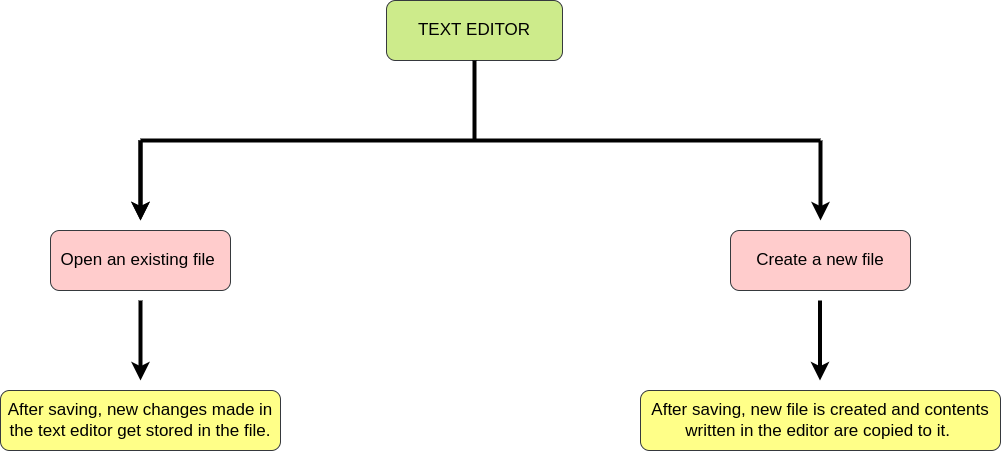 TEXT EDITOR
Open an existing file
Create a new file
After saving, new changes made in
the text editor get stored in the file.
After saving, new file is created and contents
written in the editor are copied to it.